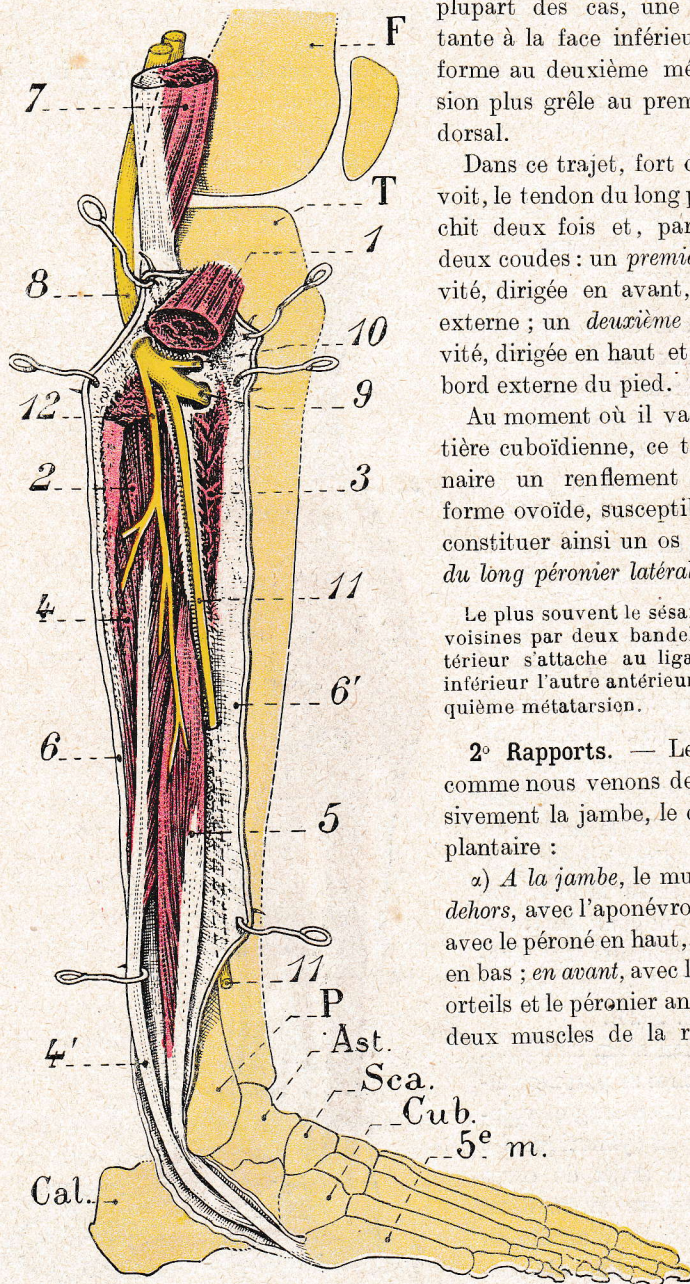 plupart des cas, une
tante à la face inférieu
forme au deuxième mé
sion plus grêle au prem
dorsal.
Dans ce trajet, fort c
voit, le tendon du long p
chit deux fois et, par
deux coudes : un premie
vité, dirigée en avant,
externe ; un deuxième
vité, dirigée en haut et
bord externe du pied.
Au moment où il va
tière cuboïdienne, ce t
naire un renflement
forme ovoïde, susceptil
constituer ainsi un os
du long péronier latéral
Le plus souvent le sésa
voisines par deux bandel
térieur s'attache au liga
inférieur l'autre antérieur
quième métatarsien.
2° Rapports. — Le
comme nous venons de
sivement la jambe, le c
plantaire :
α) A la jambe, le mu
dehors, avec l'aponévro
avec le péroné en haut,
en bas ; en avant, avec l
orteils et le péronier an
deux muscles de la r
F
7
T
1
8
10
9
12
2
3
4
11
6'
6
5
11
P
4'
Ast.
Sca.
Cub.
5e m.
Cal.